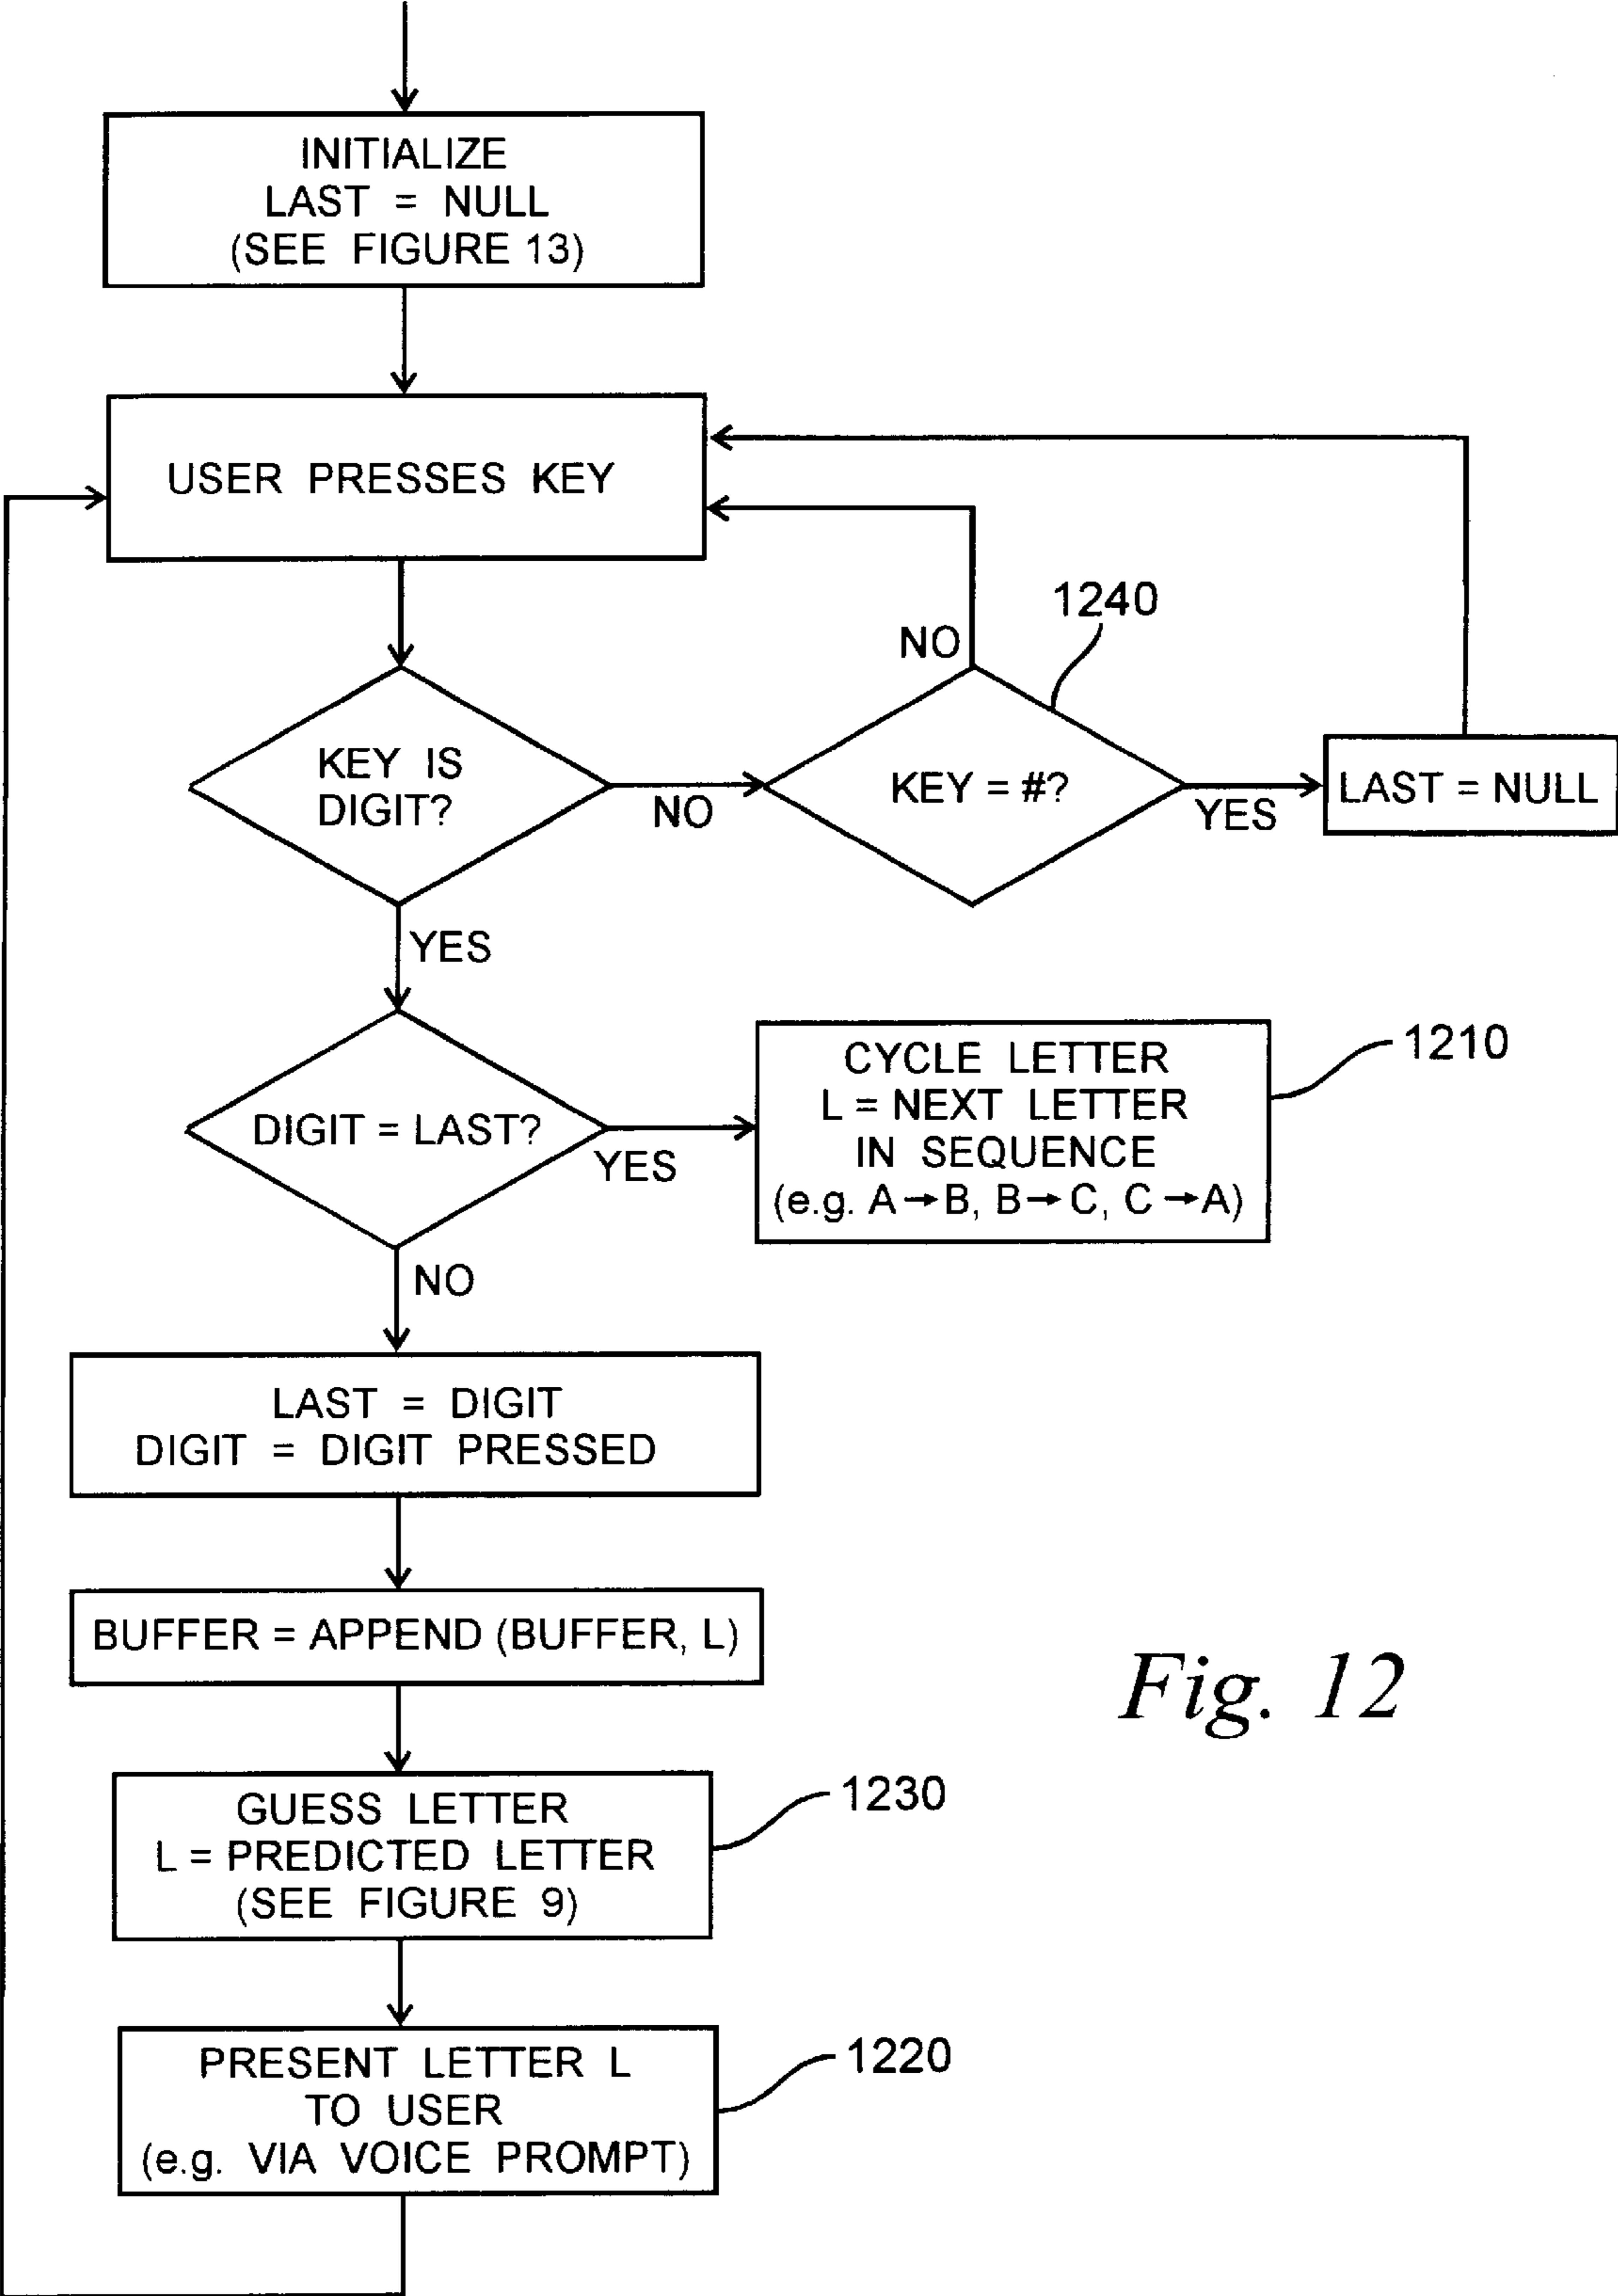 INITIALIZE
LAST = NULL
(SEE FIGURE 13)
USER PRESSES KEY
1240
NO
KEY IS
DIGIT?
NO
KEY = #?
YES
LAST = NULL
YES
DIGIT = LAST?
YES
CYCLE LETTER
L = NEXT LETTER
IN SEQUENCE
(e.g. A→B, B→C, C→A)
1210
NO
LAST = DIGIT
DIGIT = DIGIT PRESSED
BUFFER = APPEND (BUFFER, L)
Fig. 12
GUESS LETTER
L = PREDICTED LETTER
(SEE FIGURE 9)
1230
PRESENT LETTER L
TO USER
(e.g. VIA VOICE PROMPT)
1220